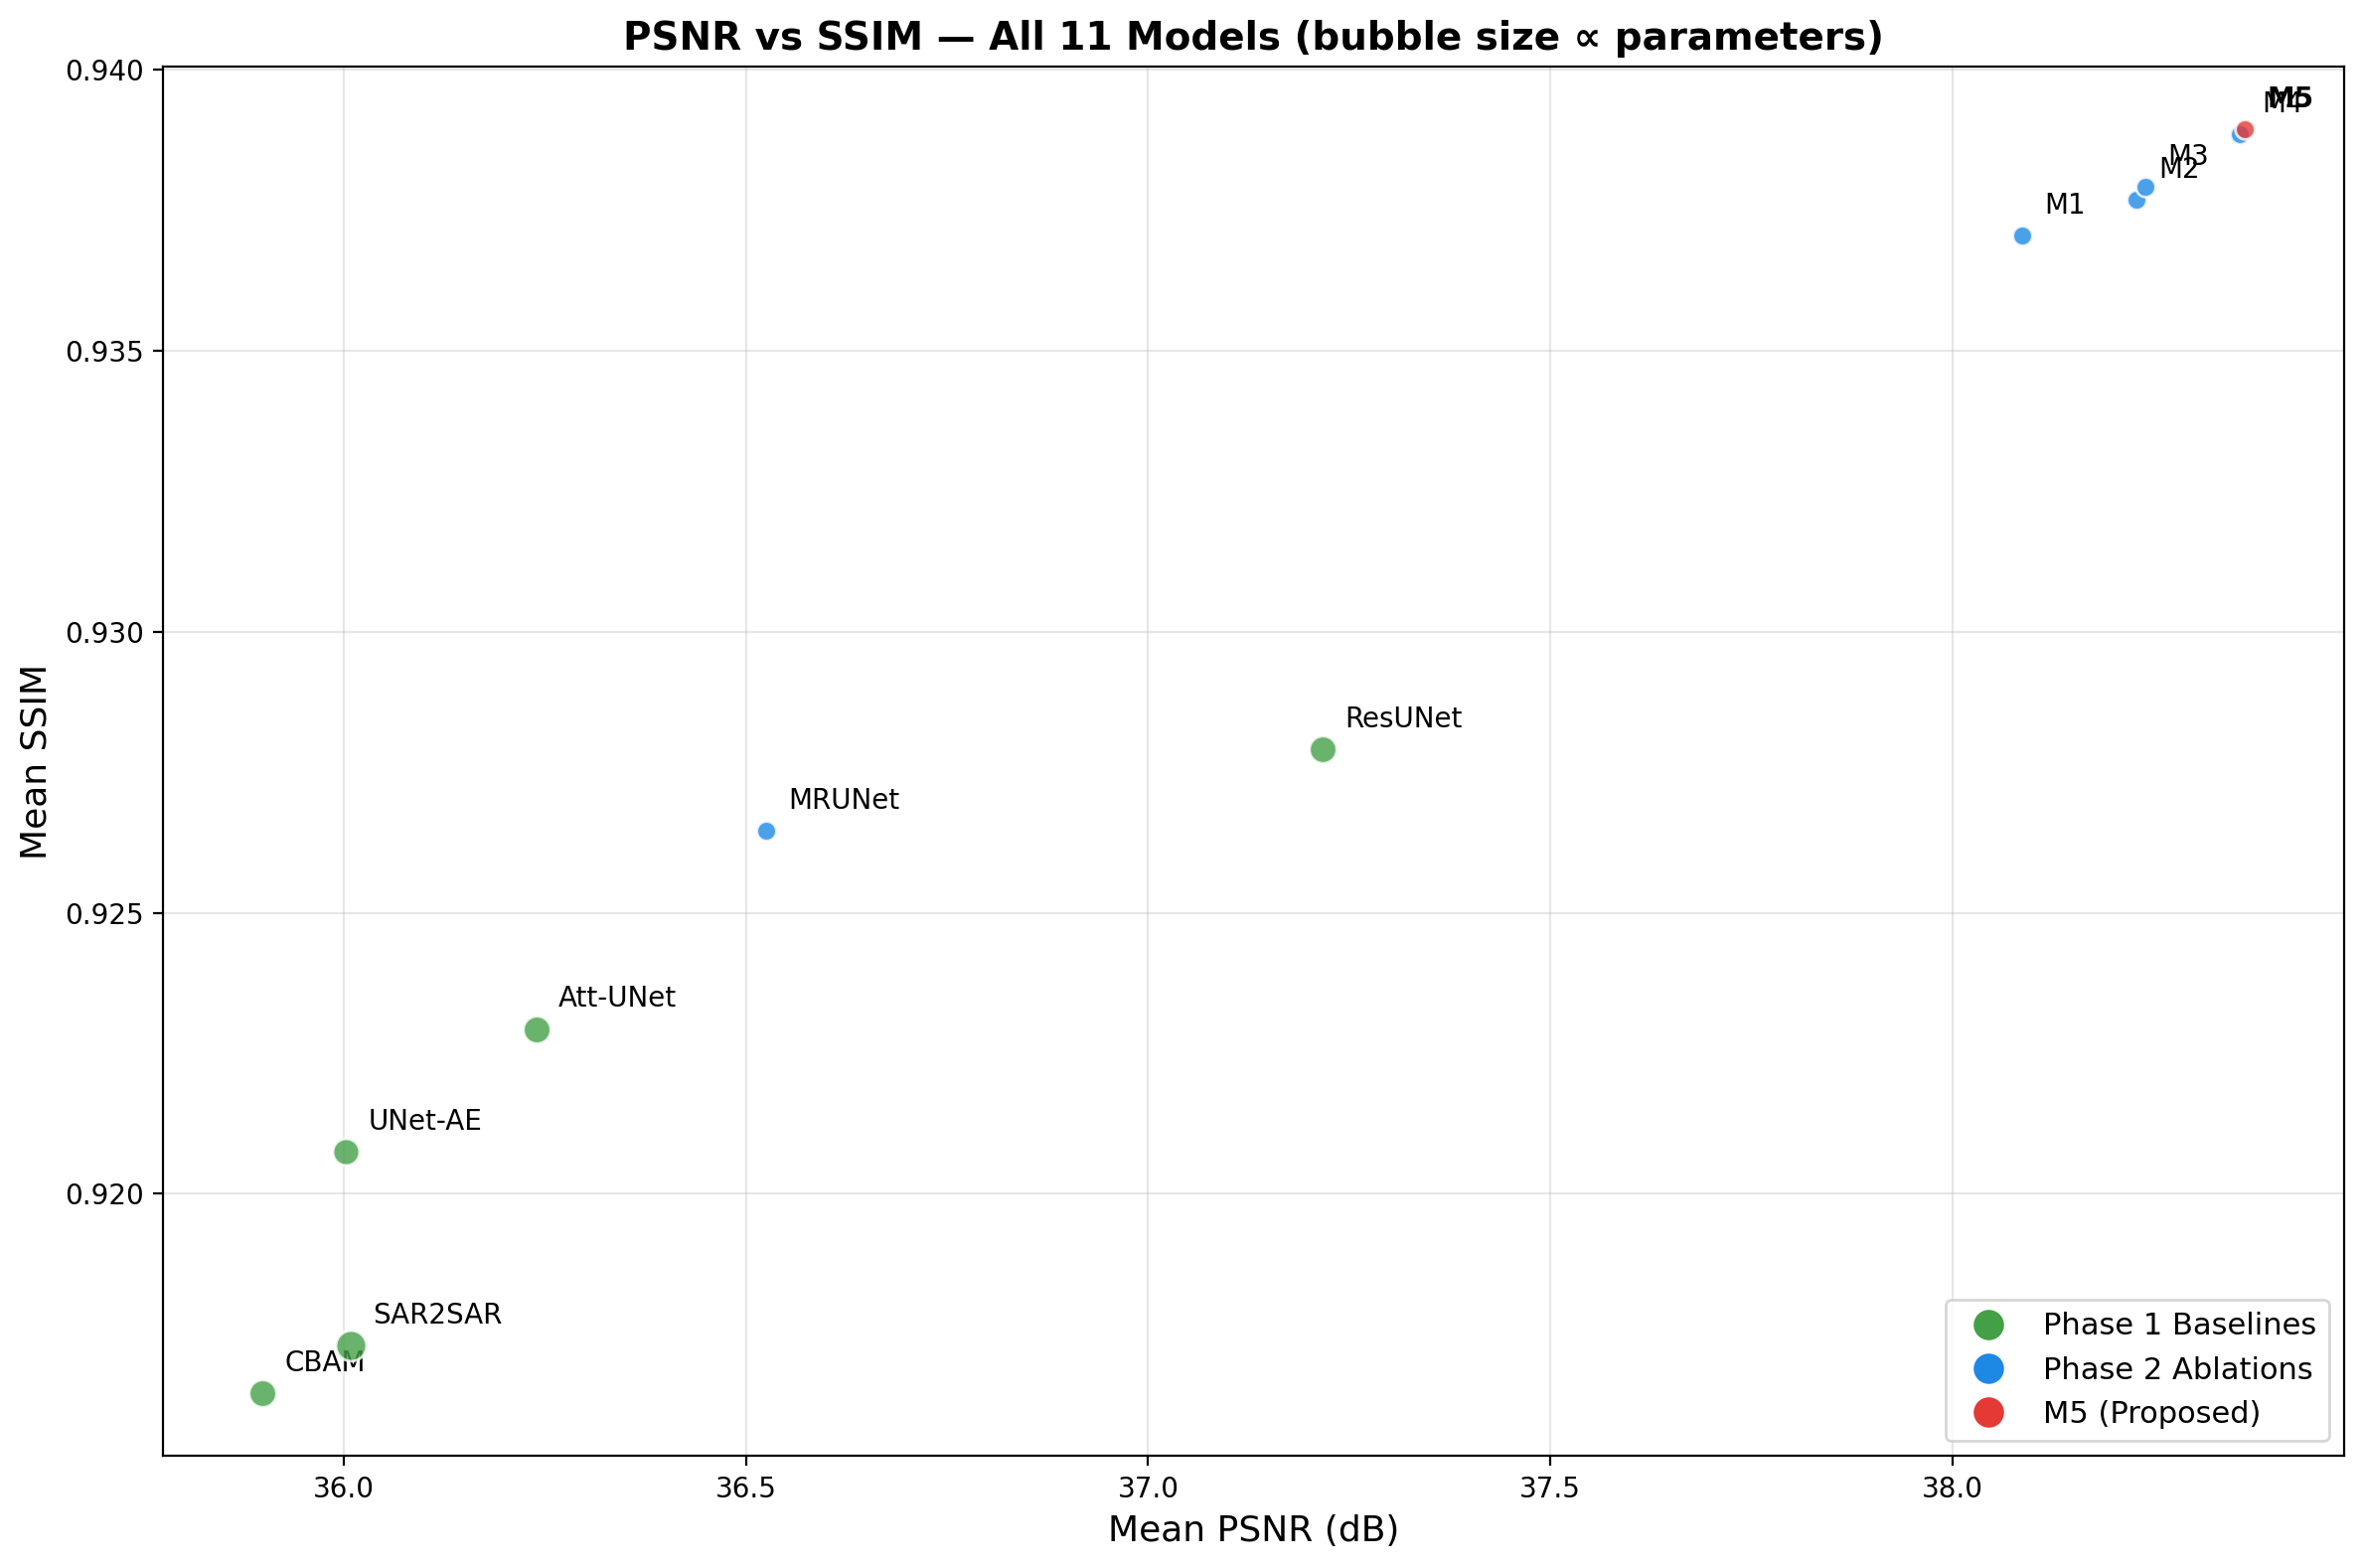 PSNR vs SSIM — All 11 Models (bubble size ∝ parameters)
0.940
0.935
0.930
0.925
0.920
Mean SSIM
M5
M4
M3
M2
M1
ResUNet
MRUNet
Att-UNet
UNet-AE
SAR2SAR
CBAM
Phase 1 Baselines
Phase 2 Ablations
M5 (Proposed)
36.0
36.5
37.0
37.5
38.0
Mean PSNR (dB)